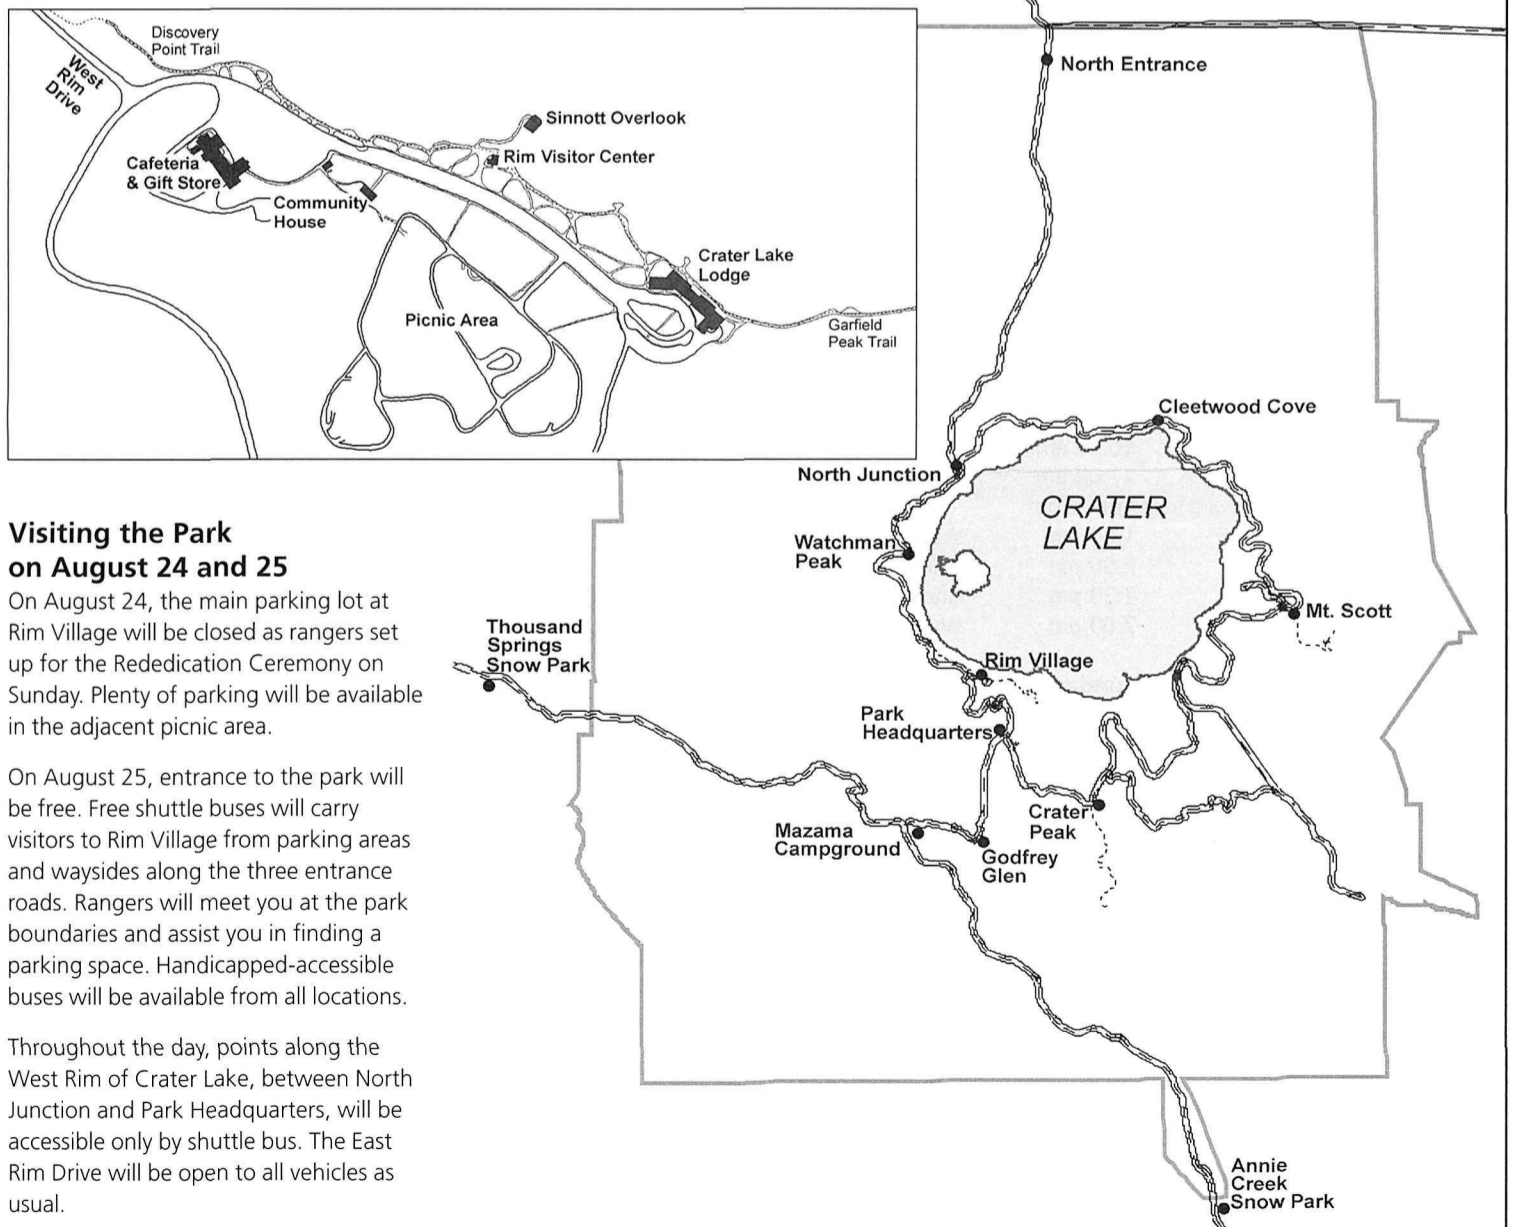 Discovery
Point Trail
West
Rim
Drive
Sinnott Overlook
Rim Visitor Center
Cafeteria
& Gift Store
Community
House
Crater Lake
Lodge
Picnic Area
Garfield
Peak Trail
North Entrance
Cleetwood Cove
North Junction
CRATER
LAKE
Watchman
Peak
Mt. Scott
Thousand
Springs
Snow Park
Rim Village
Park
Headquarters
Crater
Peak
Mazama
Campground
Godfrey
Glen
Annie
Creek
Snow Park
Visiting the Park
on August 24 and 25
On August 24, the main parking lot at
Rim Village will be closed as rangers set
up for the Rededication Ceremony on
Sunday. Plenty of parking will be available
in the adjacent picnic area.
On August 25, entrance to the park will
be free. Free shuttle buses will carry
visitors to Rim Village from parking areas
and waysides along the three entrance
roads. Rangers will meet you at the park
boundaries and assist you in finding a
parking space. Handicapped-accessible
buses will be available from all locations.
Throughout the day, points along the
West Rim of Crater Lake, between North
Junction and Park Headquarters, will be
accessible only by shuttle bus. The East
Rim Drive will be open to all vehicles as
usual.